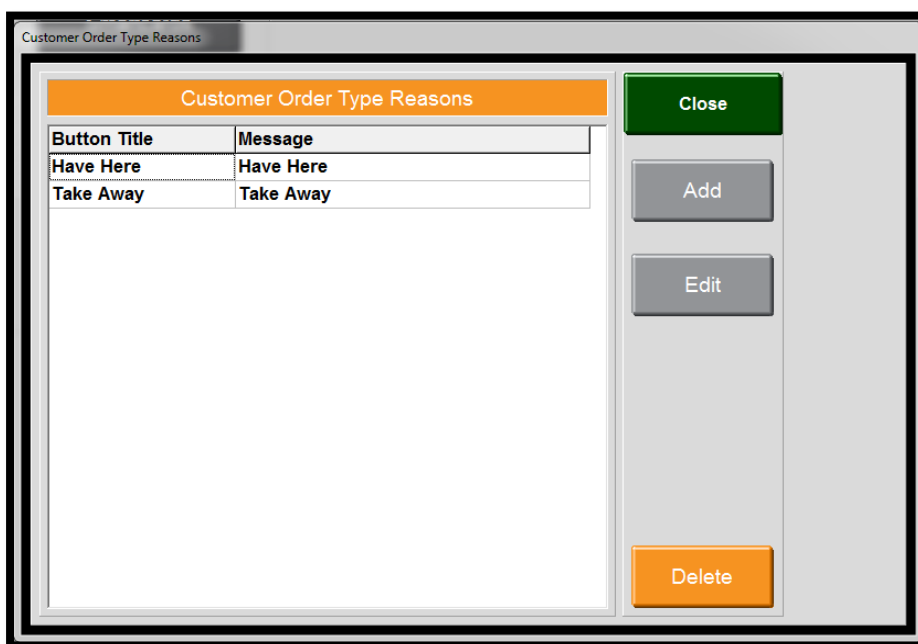 Customer Order Type Reasons
Customer Order Type Reasons
Close
Button Title Message
Have Here Have Here
Take Away Take Away
Add
Edit
Delete